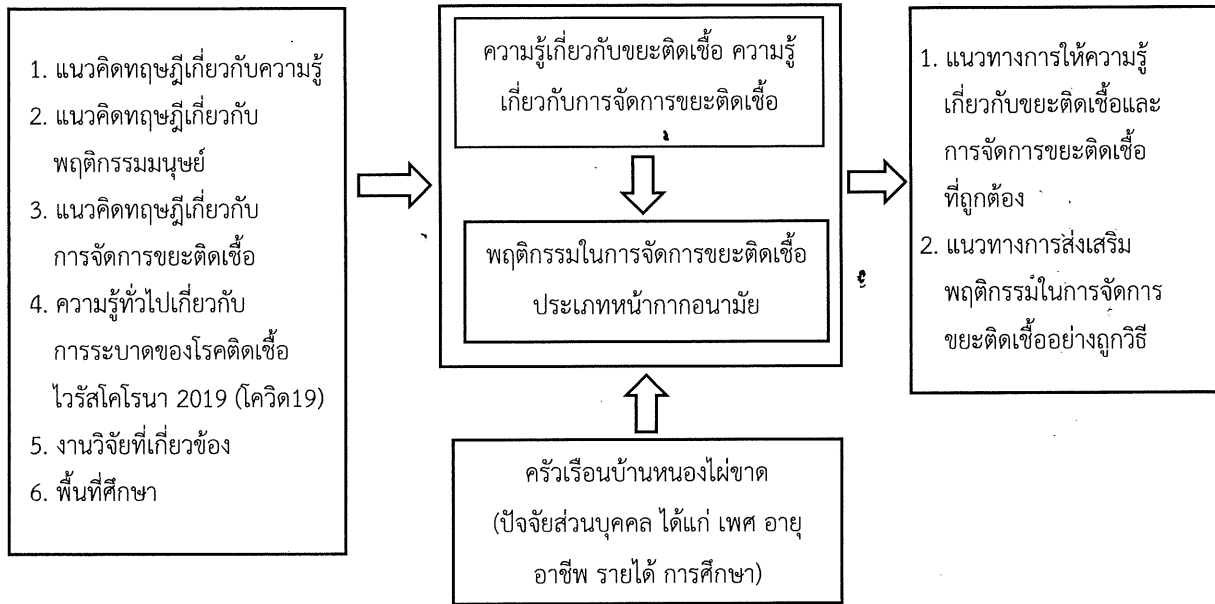 1. แนวคิดทฤษฎีเกี่ยวกับความรู้
2. แนวคิดทฤษฎีเกี่ยวกับ
พฤติกรรมมนุษย์
3. แนวคิดทฤษฎีเกี่ยวกับ
การจัดการขยะติดเชื้อ
4. ความรู้ทั่วไปเกี่ยวกับ
การระบาดของโรคติดเชื้อ
ไวรัสโคโรนา 2019 (โควิด19)
5. งานวิจัยที่เกี่ยวข้อง
6. พื้นที่ศึกษา
ความรู้เกี่ยวกับขยะติดเชื้อ ความรู้
เกี่ยวกับการจัดการขยะติดเชื้อ
พฤติกรรมในการจัดการขยะติดเชื้อ
ประเภทหน้ากากอนามัย
ครัวเรือนบ้านหนองไผ่ขาด
(ปัจจัยส่วนบุคคล ได้แก่ เพศ อายุ
อาชีพ รายได้ การศึกษา)
1. แนวทางการให้ความรู้
เกี่ยวกับขยะติดเชื้อและ
การจัดการขยะติดเชื้อ
ที่ถูกต้อง
2. แนวทางการส่งเสริม
พฤติกรรมในการจัดการ
ขยะติดเชื้ออย่างถูกวิธี